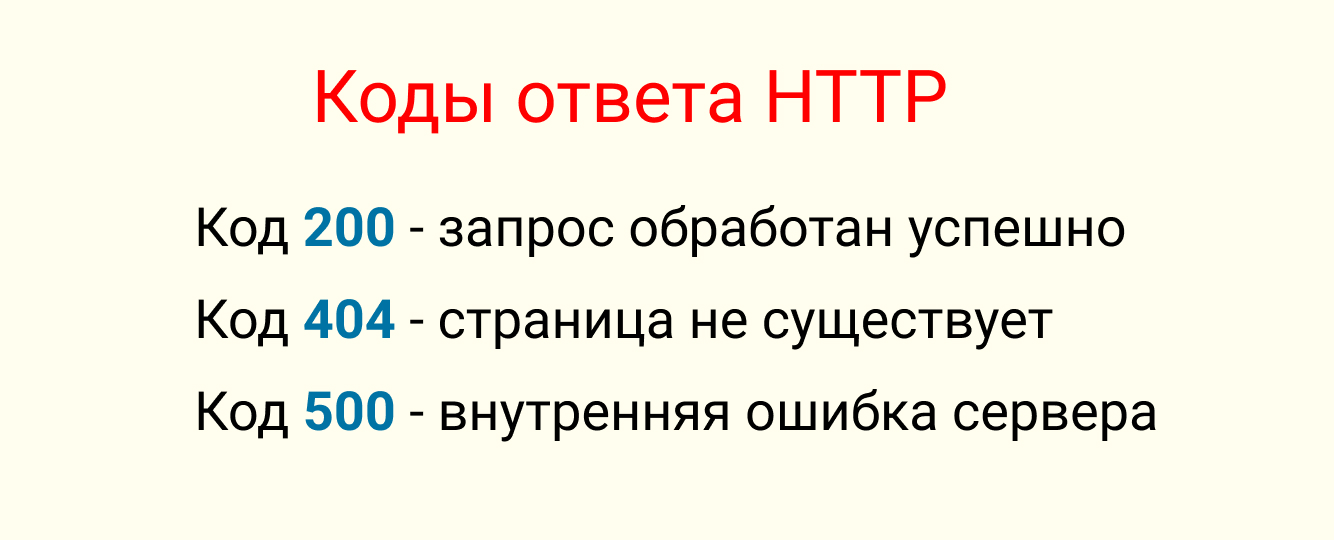 Коды ответа HTTP
Код 200 - запрос обработан успешно
Код 404 - страница не существует
Код 500 - внутренняя ошибка сервера